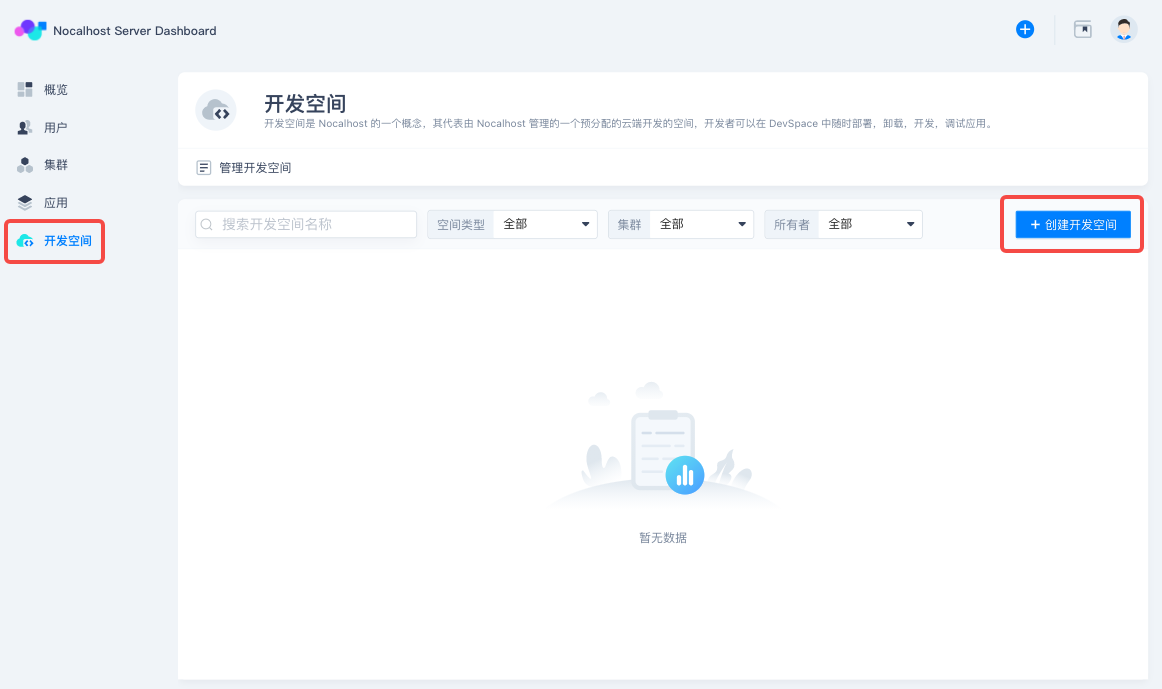 Nocalhost Server Dashboard
概览
用户
集群
应用
开发空间
开发空间
开发空间是 Nocalhost 的一个概念，其代表由 Nocalhost 管理的一个预分配的云端开发的空间，开发者可以在 DevSpace 中随时部署，卸载，开发，调试应用。
管理开发空间
搜索开发空间名称 空间类型 全部 集群 全部 所有者 全部 + 创建开发空间
暂无数据